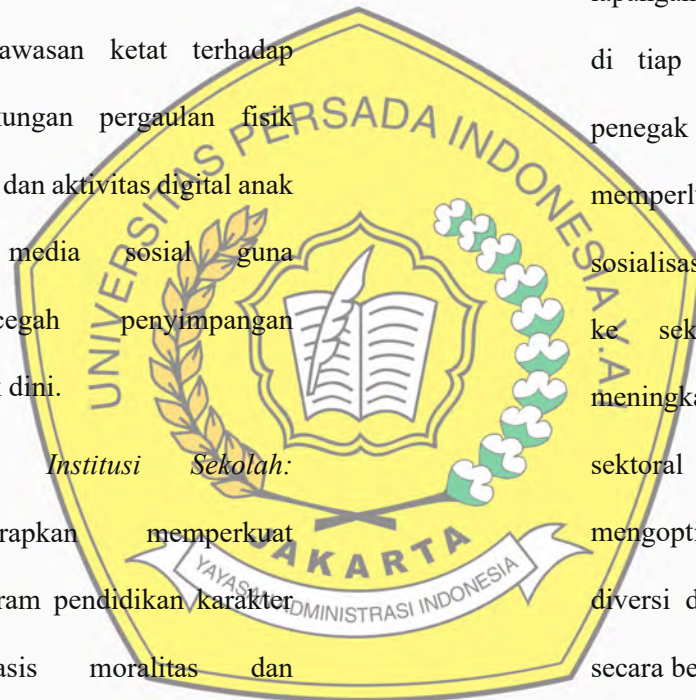 awasan ketat terhadap
kungan pergaulan fisik
dan aktivitas digital anak
media sosial guna
cegah penyimpangan
dini.
Institusi Sekolah:
rapkan memperkuat
ram pendidikan karakter
asis moralitas dan
lapangan
di tiap
penegak
memperl
sosialisas
ke sek
meningka
sektoral
mengopti
diversi d
secara be
UNIVERSITAS PERSADA INDONESIA Y.A.I
JAKARTA
YAYASAN ADMINISTRASI INDONESIA